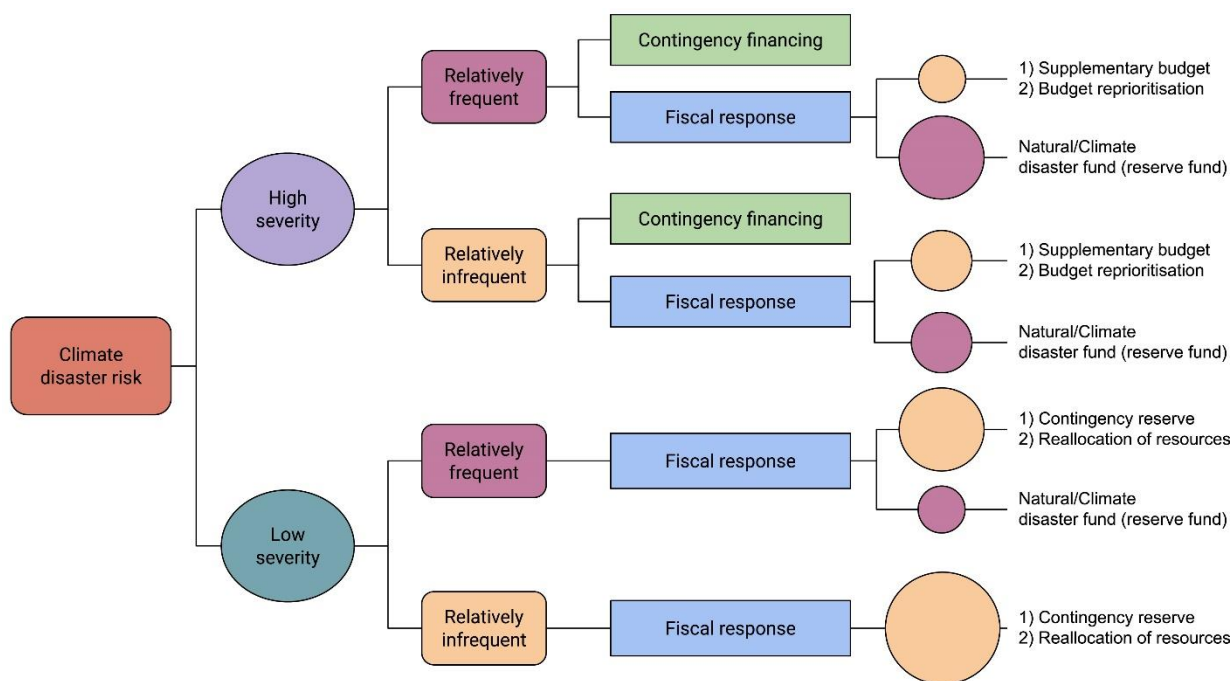 Climate
disaster risk
High
severity
Low
severity
Relatively
frequent
Relatively
infrequent
Relatively
frequent
Relatively
infrequent
Contingency financing
Fiscal response
Contingency financing
Fiscal response
Fiscal response
Fiscal response
1) Supplementary budget
2) Budget reprioritisation
Natural/Climate
disaster fund (reserve fund)
1) Supplementary budget
2) Budget reprioritisation
Natural/Climate
disaster fund (reserve fund)
1) Contingency reserve
2) Reallocation of resources
Natural/Climate
disaster fund (reserve fund)
1) Contingency reserve
2) Reallocation of resources